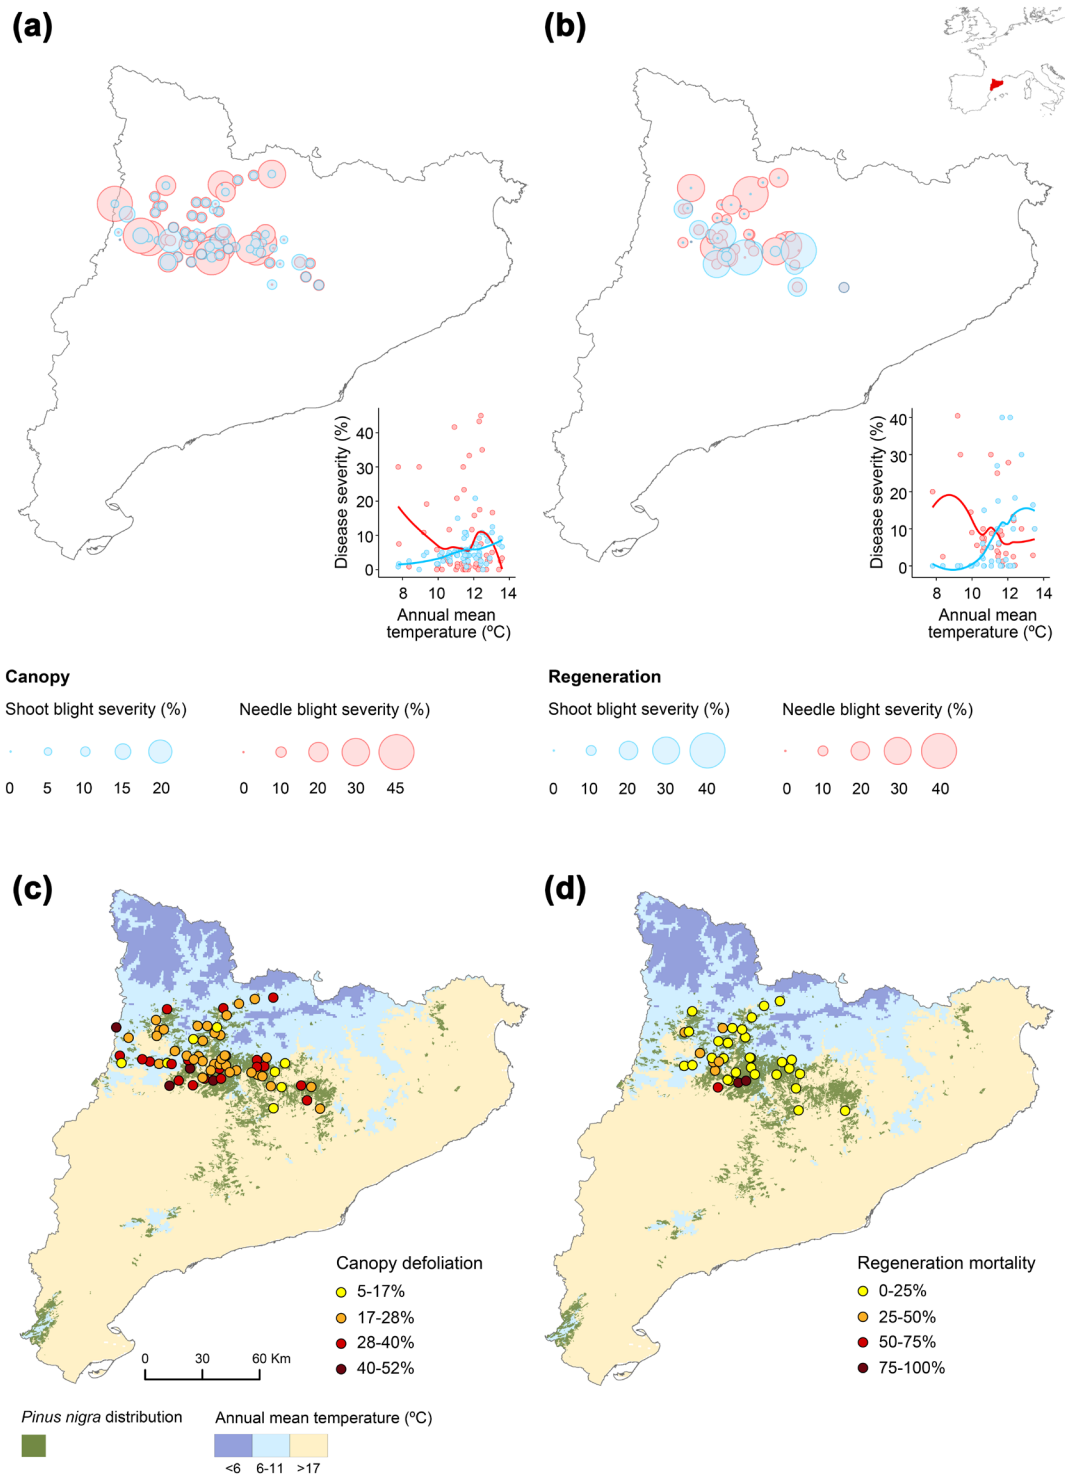 (a)
(b)
Disease severity (%)
40
30
20
10
0
8
10
12
14
Annual mean
temperature (ºC)
Disease severity (%)
40
30
20
10
0
8
10
12
14
Annual mean
temperature (ºC)
Canopy
Shoot blight severity (%)
0 5 10 15 20
Needle blight severity (%)
0 10 20 30 45
Regeneration
Shoot blight severity (%)
0 10 20 30 40
Needle blight severity (%)
0 10 20 30 40
(c)
(d)
Canopy defoliation
5-17%
17-28%
28-40%
40-52%
0 30 60 Km
Regeneration mortality
0-25%
25-50%
50-75%
75-100%
Pinus nigra distribution
Annual mean temperature (ºC)
<6 6-11 >17